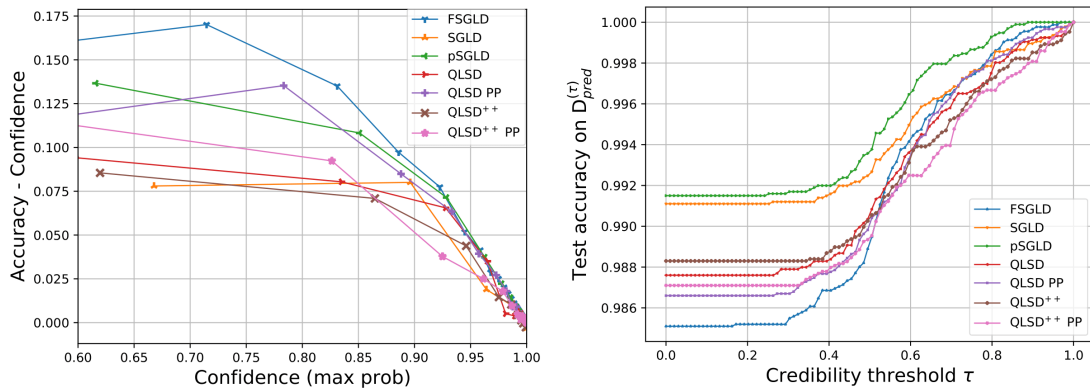 0.175
0.150
0.125
0.100
0.075
0.050
0.025
0.000
Accuracy - Confidence
0.60 0.65 0.70 0.75 0.80 0.85 0.90 0.95 1.00
Confidence (max prob)
FSGLD
SGLD
pSGLD
QLSD
QLSD PP
QLSD⁺⁺
QLSD⁺⁺ PP
1.000
0.998
0.996
0.994
0.992
0.990
0.988
0.986
Test accuracy on D_{pred}^{(τ)}
0.0 0.2 0.4 0.6 0.8 1.0
Credibility threshold τ
FSGLD
SGLD
pSGLD
QLSD
QLSD PP
QLSD⁺⁺
QLSD⁺⁺ PP